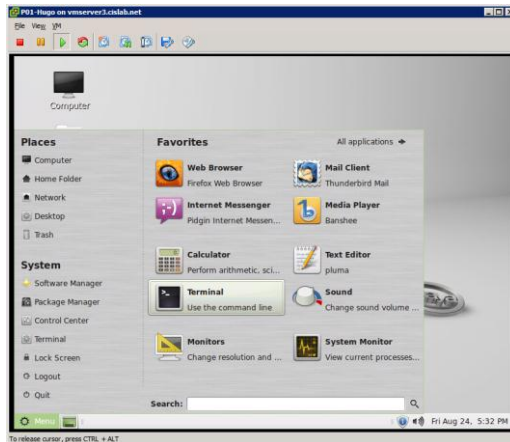 P01-Hugo on vmserver3.cislab.net
File View VM
Computer
Places
Computer
Home Folder
Network
Desktop
Trash
System
Software Manager
Package Manager
Control Center
Terminal
Lock Screen
Logout
Quit
Favorites
All applications
Web Browser
Firefox Web Browser
Mail Client
Thunderbird Mail
Internet Messenger
Pidgin Internet Messen...
Media Player
Banshee
Calculator
Perform arithmetic, sci...
Text Editor
pluma
Terminal
Use the command line
Sound
Change sound volume ...
Monitors
Change resolution and ...
System Monitor
View current processes...
Search:
Menu
Fri Aug 24, 5:32 PM
To release cursor, press CTRL + ALT